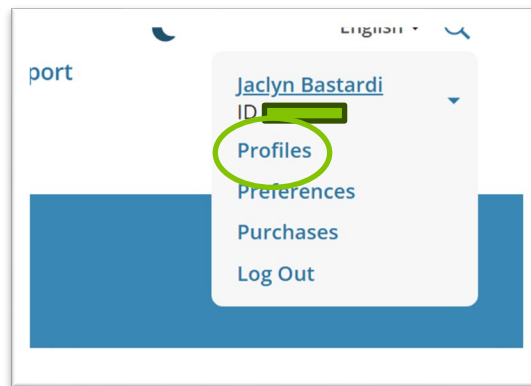 English
port
Jaclyn Bastardi
ID
Profiles
Preferences
Purchases
Log Out